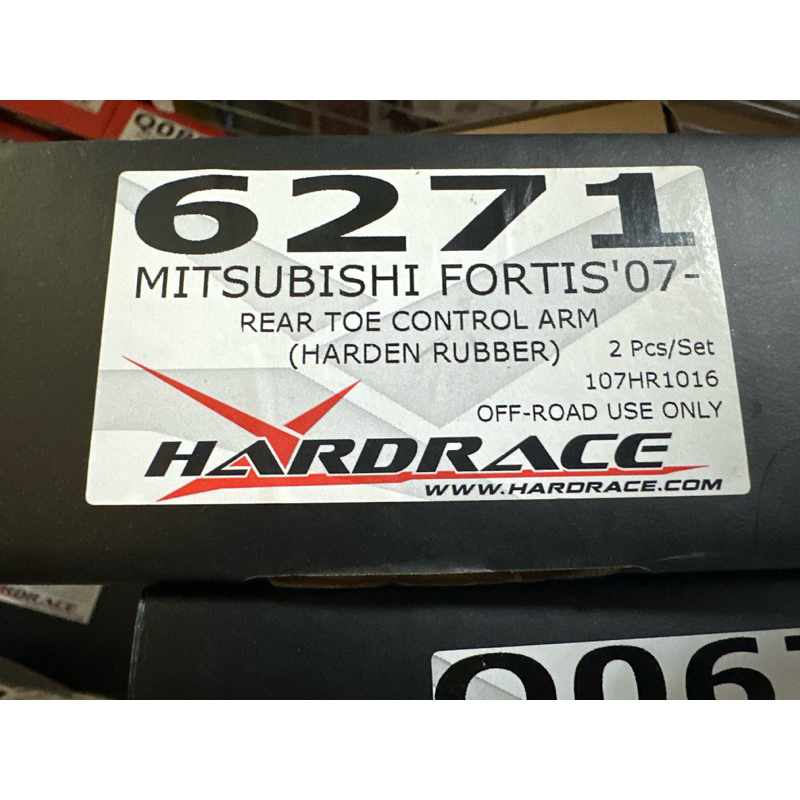 6271
MITSUBISHI FORTIS'07-
REAR TOE CONTROL ARM
(HARDEN RUBBER) 2 Pcs/Set
107HR1016
OFF-ROAD USE ONLY
HARDRACE
WWW.HARDRACE.COM
HARDRACE